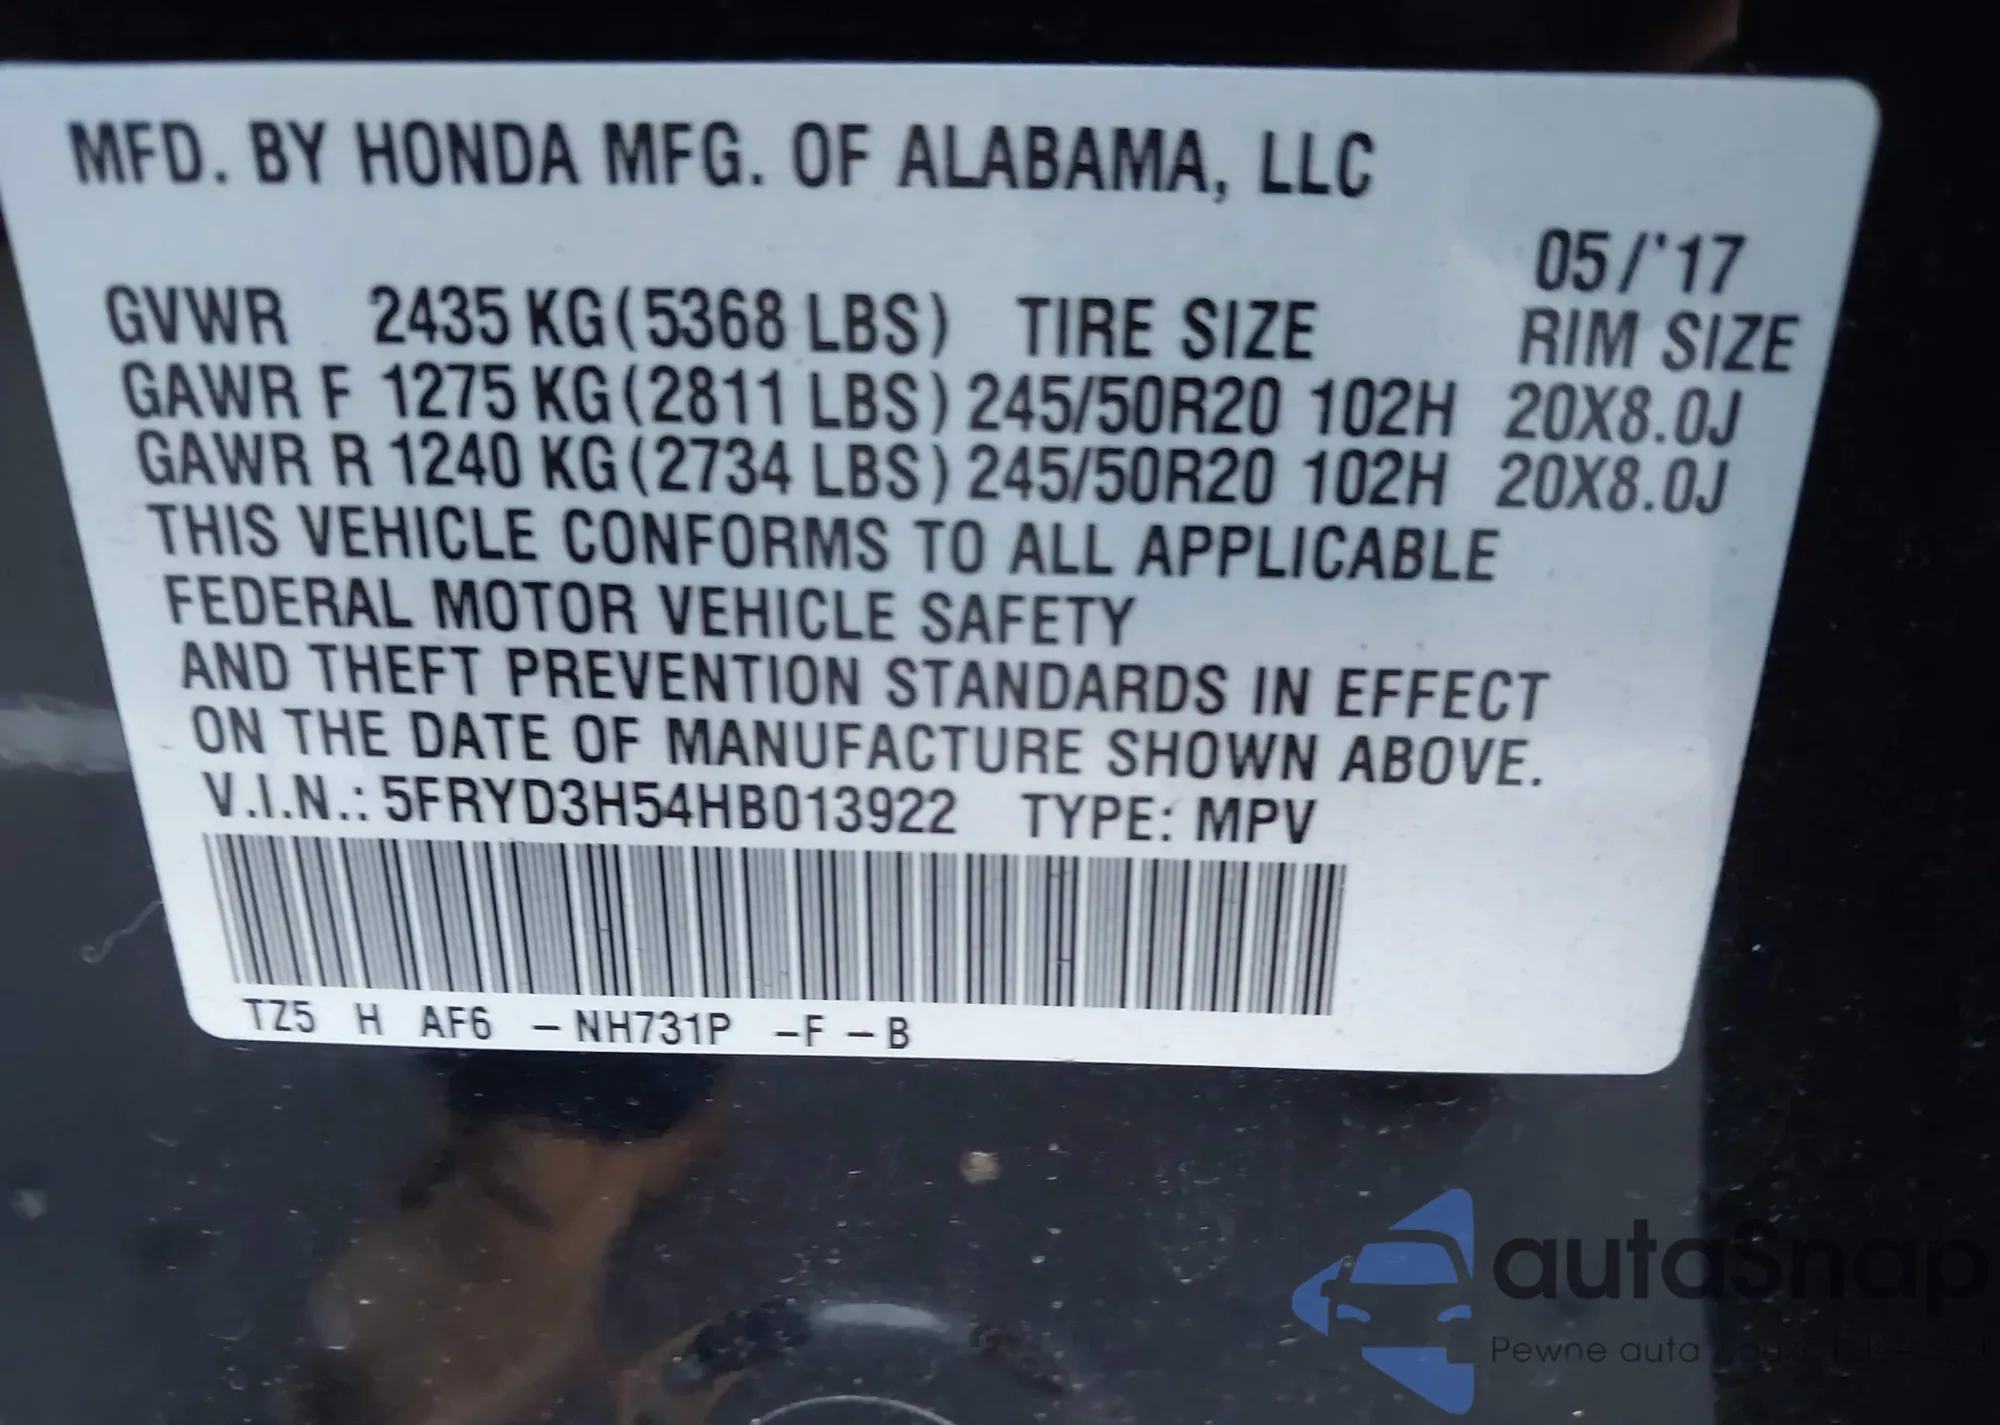 MFD. BY HONDA MFG. OF ALABAMA, LLC
05/'17
GVWR 2435 KG(5368 LBS) TIRE SIZE RIM SIZE
GAWR F 1275 KG(2811 LBS) 245/50R20 102H 20X8.0J
GAWR R 1240 KG(2734 LBS) 245/50R20 102H 20X8.0J
THIS VEHICLE CONFORMS TO ALL APPLICABLE
FEDERAL MOTOR VEHICLE SAFETY
AND THEFT PREVENTION STANDARDS IN EFFECT
ON THE DATE OF MANUFACTURE SHOWN ABOVE.
V.I.N.: 5FRYD3H54HB013922 TYPE: MPV
TZ5 H AF6 – NH731P –F – B
autaSnap
Pewne auta